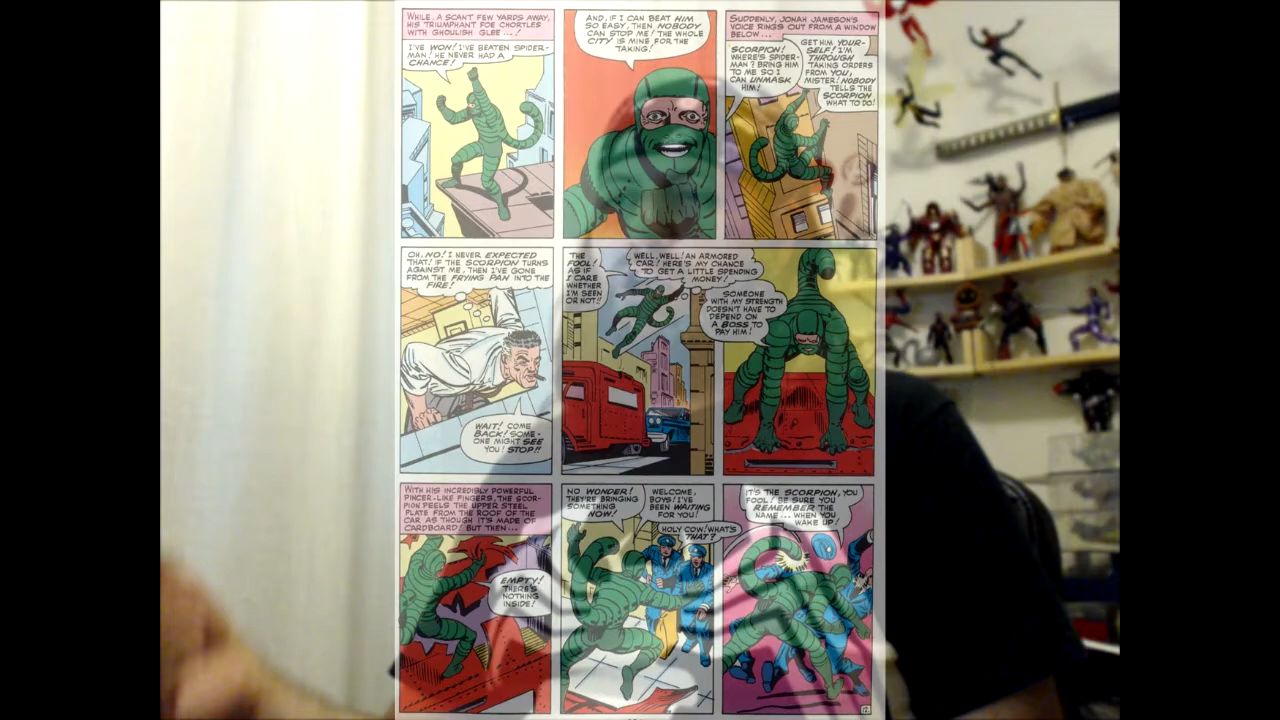 WHILE, A SCANT FEW YARDS AWAY,
HIS TRIUMPHANT FOE CHORTLES
WITH GHOULISH GLEE...!
I'VE WON! I'VE BEATEN SPIDER-
MAN! HE NEVER HAD A
CHANCE!
AND, IF I CAN BEAT HIM
SO EASY, THEN NOBODY
CAN STOP ME! THE WHOLE
CITY IS MINE FOR THE
TAKING!
SUDDENLY, JONAH JAMESON'S
VOICE RINGS OUT FROM A WINDOW
BELOW...
SCORPION!
WHERE'S SPIDER-
MAN? BRING HIM
TO ME SO I
CAN UNMASK
HIM!
GET HIM YOUR-
SELF! I'M
THROUGH
TAKING ORDERS
FROM YOU,
MISTER! NOBODY
TELLS THE
SCORPION
WHAT TO DO!
OH, NO! I NEVER EXPECTED
THAT! IF THE SCORPION TURNS
AGAINST ME, THEN I'VE GONE
FROM THE FRYING PAN INTO THE
FIRE!
WAIT! COME
BACK! SOME-
ONE MIGHT SEE
YOU! STOP!!
THE
FOOL!
AS IF
I CARE
WHETHER
I'M SEEN
OR NOT!!
WELL, WELL! AN ARMORED
CAR! HERE'S MY CHANCE
TO GET A LITTLE SPENDING
MONEY!
SOMEONE
WITH MY STRENGTH
DOESN'T HAVE TO
DEPEND ON
A BOSS TO
PAY HIM!
WITH HIS INCREDIBLY POWERFUL
PINCER-LIKE FINGERS, THE SCOR-
PION PEELS THE UPPER STEEL
PLATE FROM THE ROOF OF THE
CAR AS THOUGH IT'S MADE OF
CARDBOARD! BUT THEN...
EMPTY!
THERE'S
NOTHING
INSIDE!
NO WONDER!
THEY'RE BRINGING
SOMETHING
NOW!
WELCOME,
BOYS! I'VE
BEEN WAITING
FOR YOU!
HOLY COW! WHAT'S
THAT?
IT'S THE SCORPION, YOU
FOOL! BE SURE YOU
REMEMBER THE
NAME... WHEN YOU
WAKE UP!
12